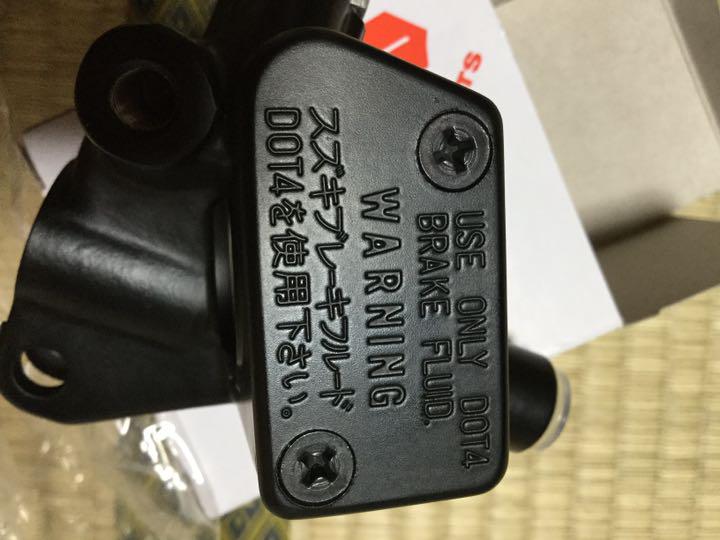 USE ONLY DOT4
BRAKE FLUID.
WARNING
スズキブレーキフルード
DOT4を使用下さい。